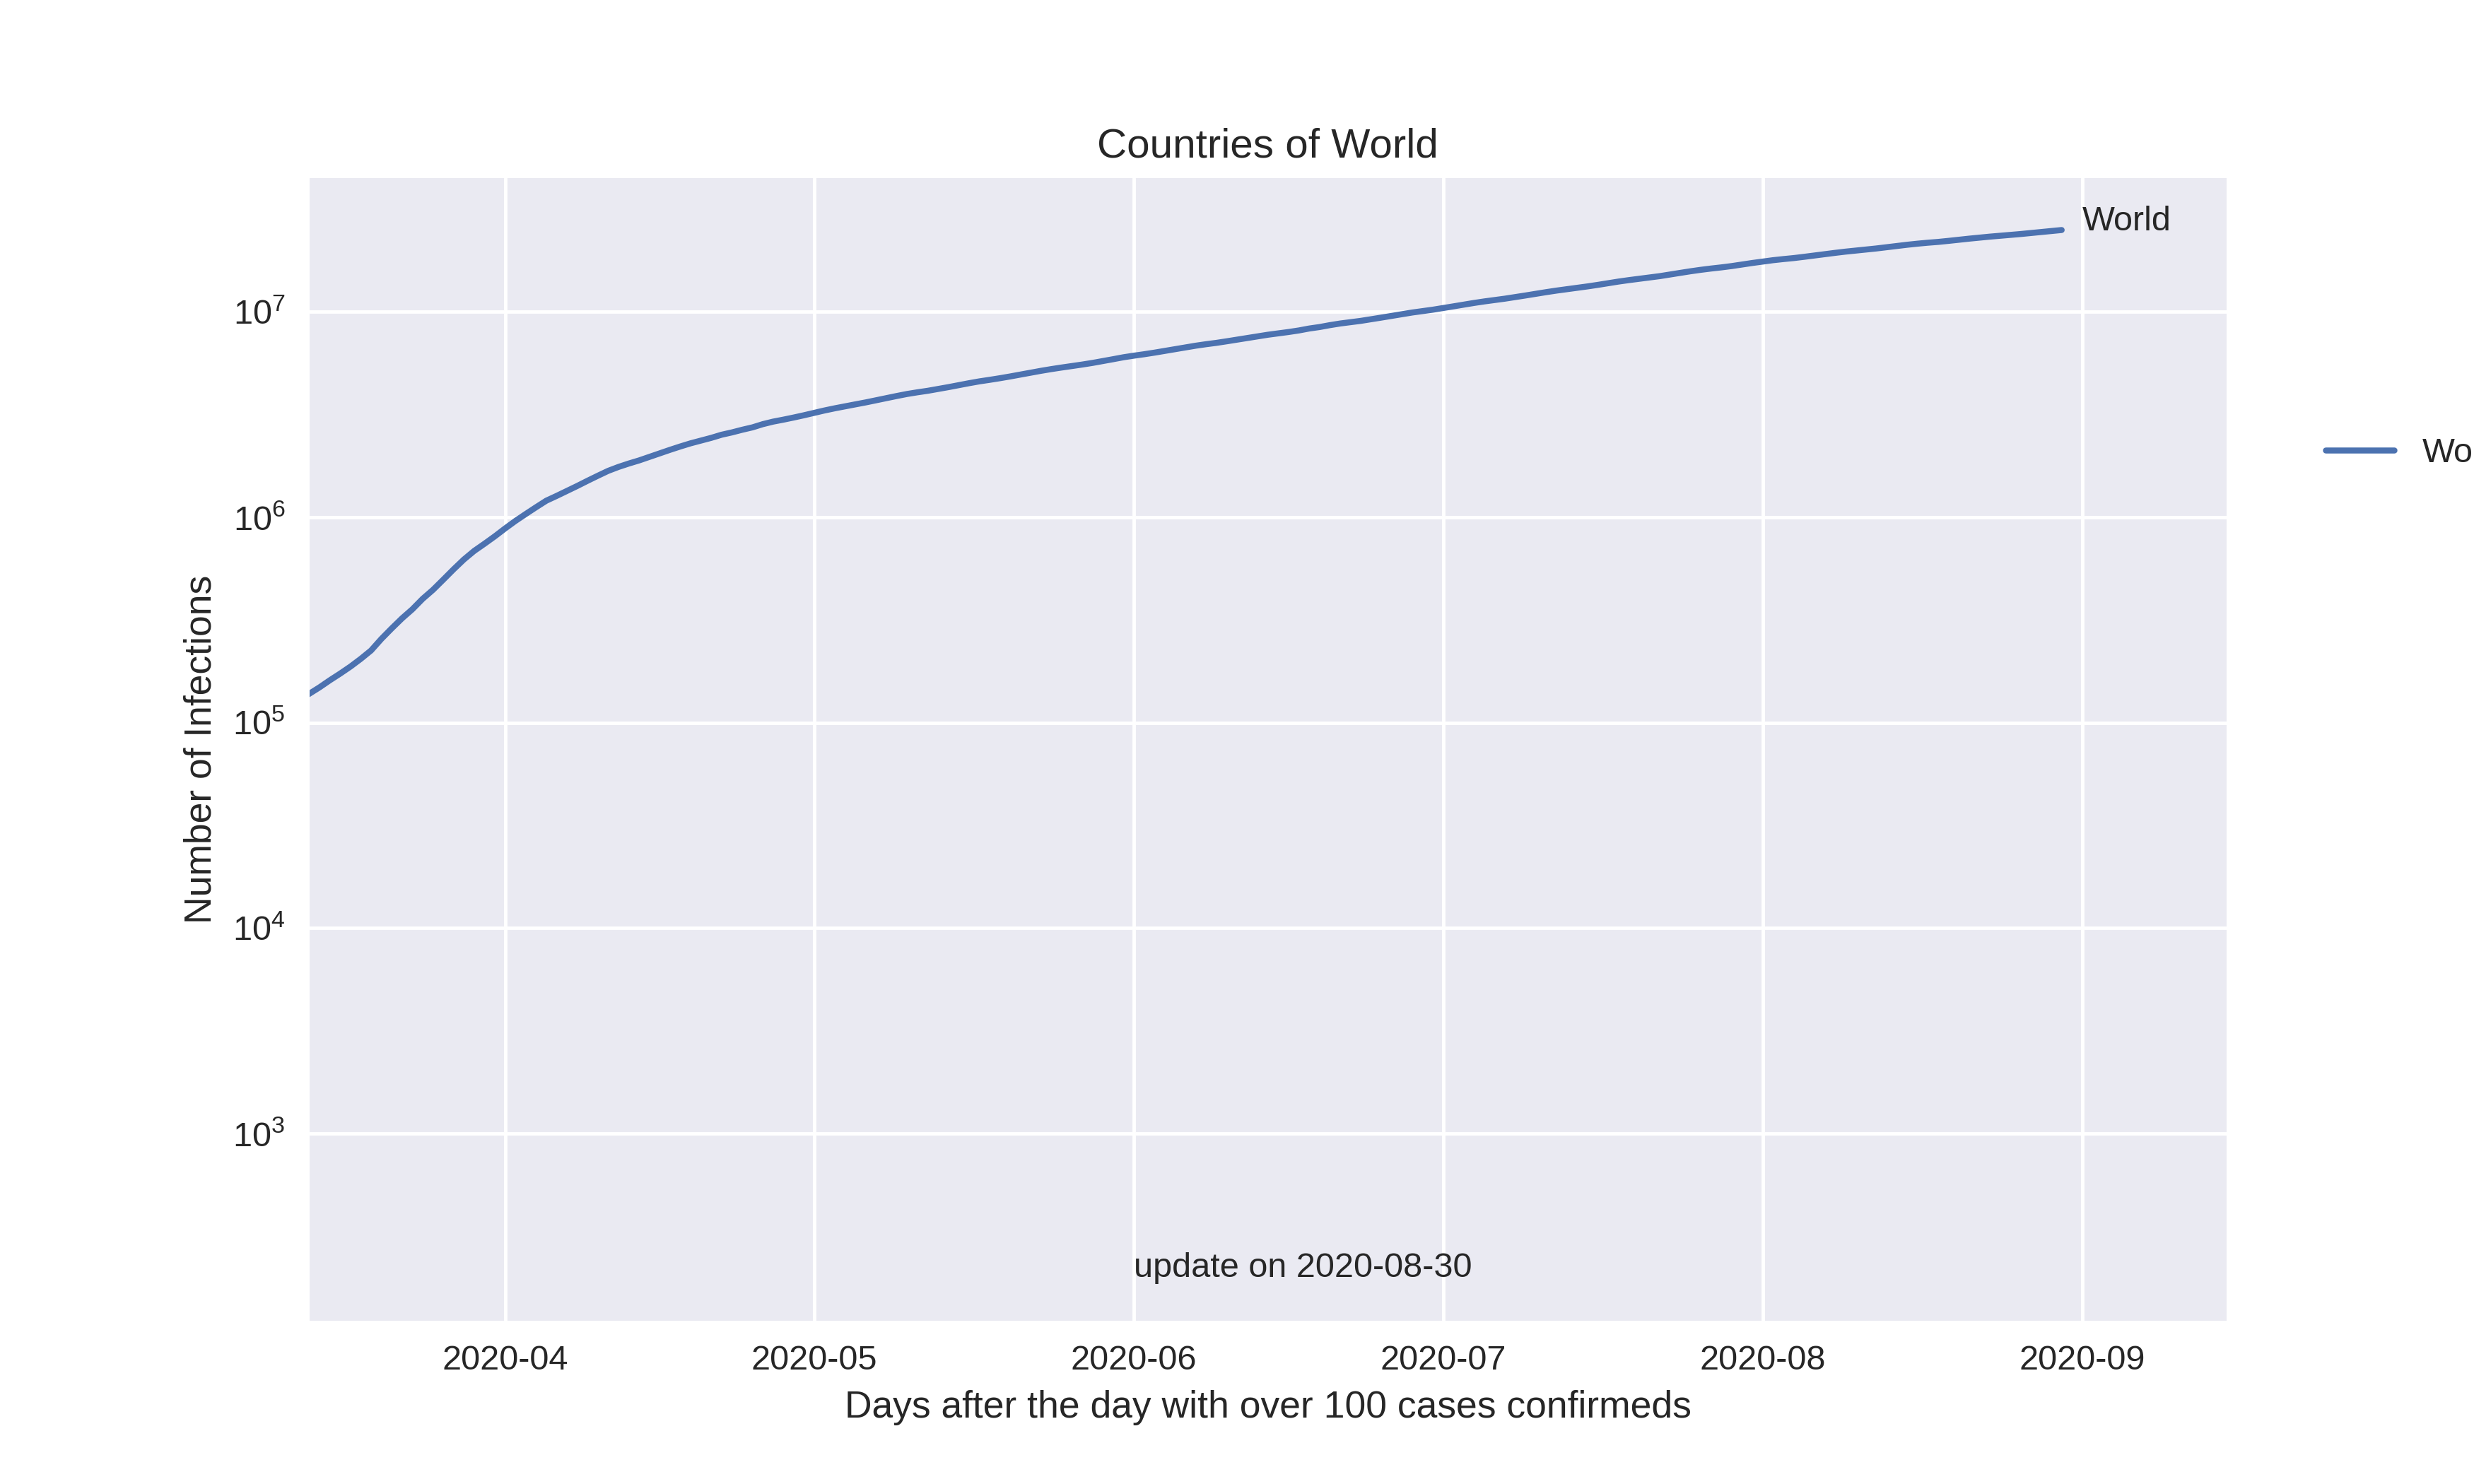 Countries of World
World
Wo
Number of Infections
10⁷
10⁶
10⁵
10⁴
10³
update on 2020-08-30
2020-04 2020-05 2020-06 2020-07 2020-08 2020-09
Days after the day with over 100 cases confirmeds